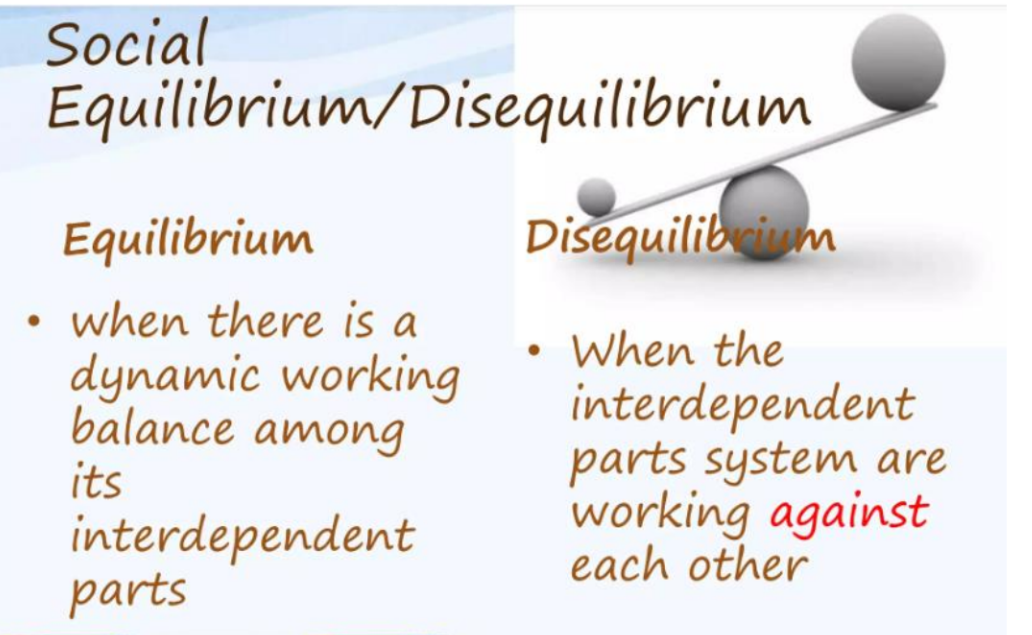 Social
Equilibrium/Disequilibrium
Equilibrium
• when there is a
dynamic working
balance among
its
interdependent
parts
Disequilibrium
• When the
interdependent
parts system are
working against
each other